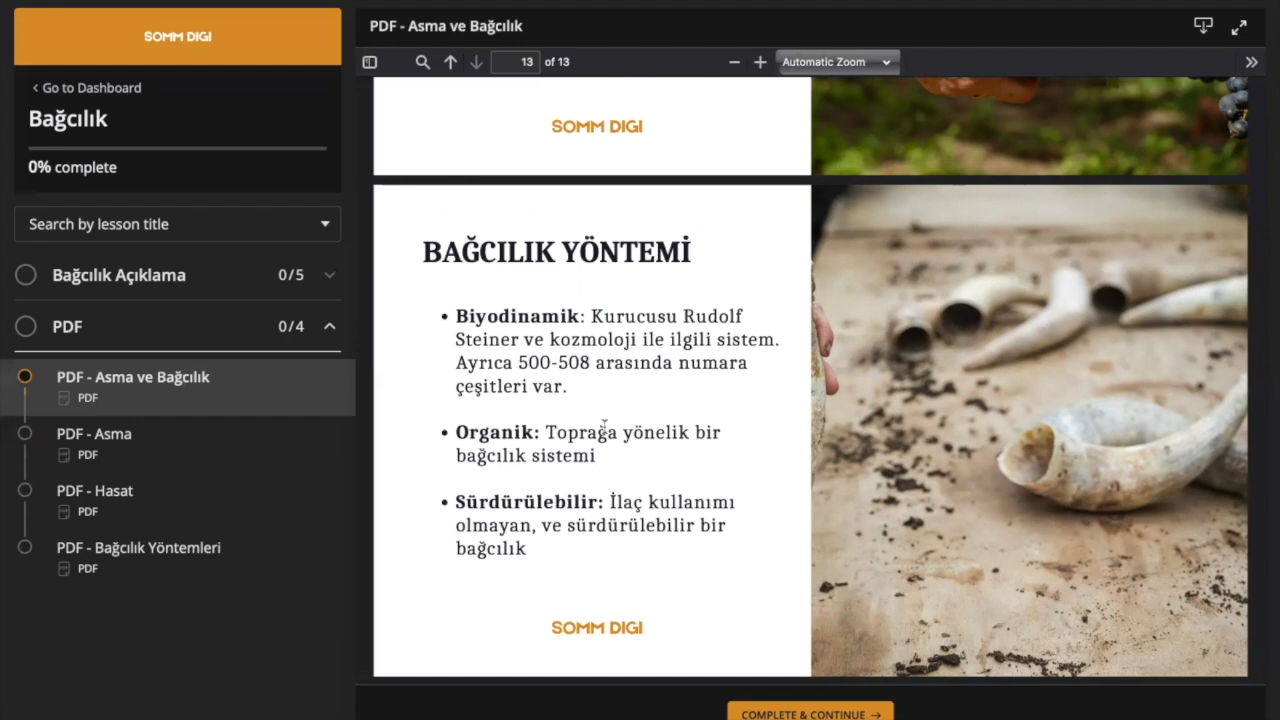 SOMM DIGI
Go to Dashboard
Bağcılık
0% complete
Search by lesson title
Bağcılık Açıklama 0/5
PDF 0/4
PDF - Asma ve Bağcılık
PDF
PDF - Asma
PDF
PDF - Hasat
PDF
PDF - Bağcılık Yöntemleri
PDF
PDF - Asma ve Bağcılık
13 of 13 Automatic Zoom
SOMM DIGI
BAĞCILIK YÖNTEMİ
• Biyodinamik: Kurucusu Rudolf
Steiner ve kozmoloji ile ilgili sistem.
Ayrıca 500-508 arasında numara
çeşitleri var.
• Organik: Toprağa yönelik bir
bağcılık sistemi
• Sürdürülebilir: İlaç kullanımı
olmayan, ve sürdürülebilir bir
bağcılık
SOMM DIGI
COMPLETE & CONTINUE →